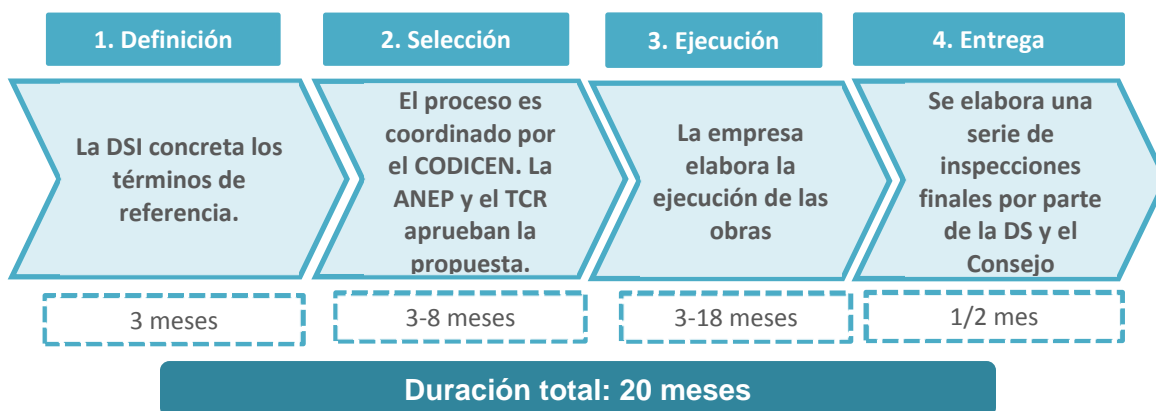 1. Definición
2. Selección
3. Ejecución
4. Entrega
La DSI concreta los
términos de
referencia.
El proceso es
coordinado por
el CODICEN. La
ANEP y el TCR
aprueban la
propuesta.
La empresa
elabora la
ejecución de las
obras
Se elabora una
serie de
inspecciones
finales por parte
de la DS y el
Consejo
3 meses
3-8 meses
3-18 meses
1/2 mes
Duración total: 20 meses